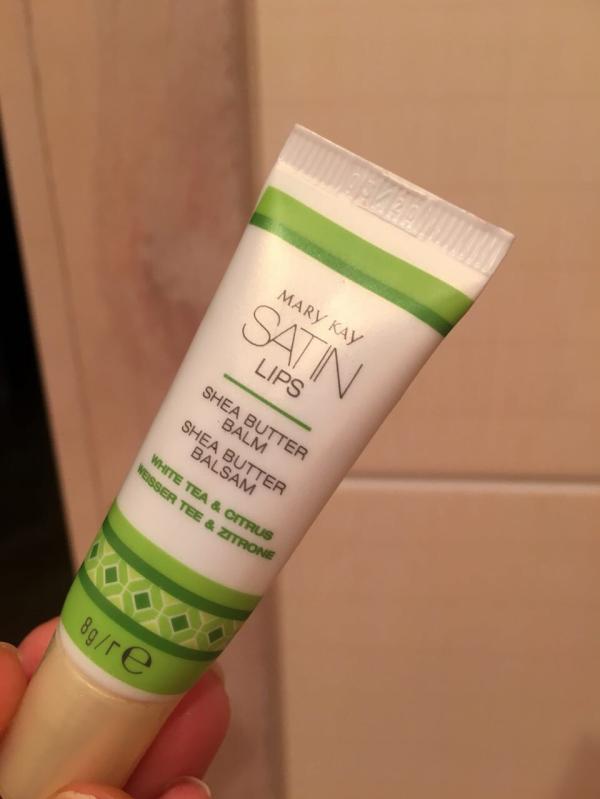 MARY KAY
SATIN
LIPS
SHEA BUTTER
BALM
SHEA BUTTER
BALSAM
WHITE TEA & CITRUS
WEISSER TEE & ZITRONE
8g/г e